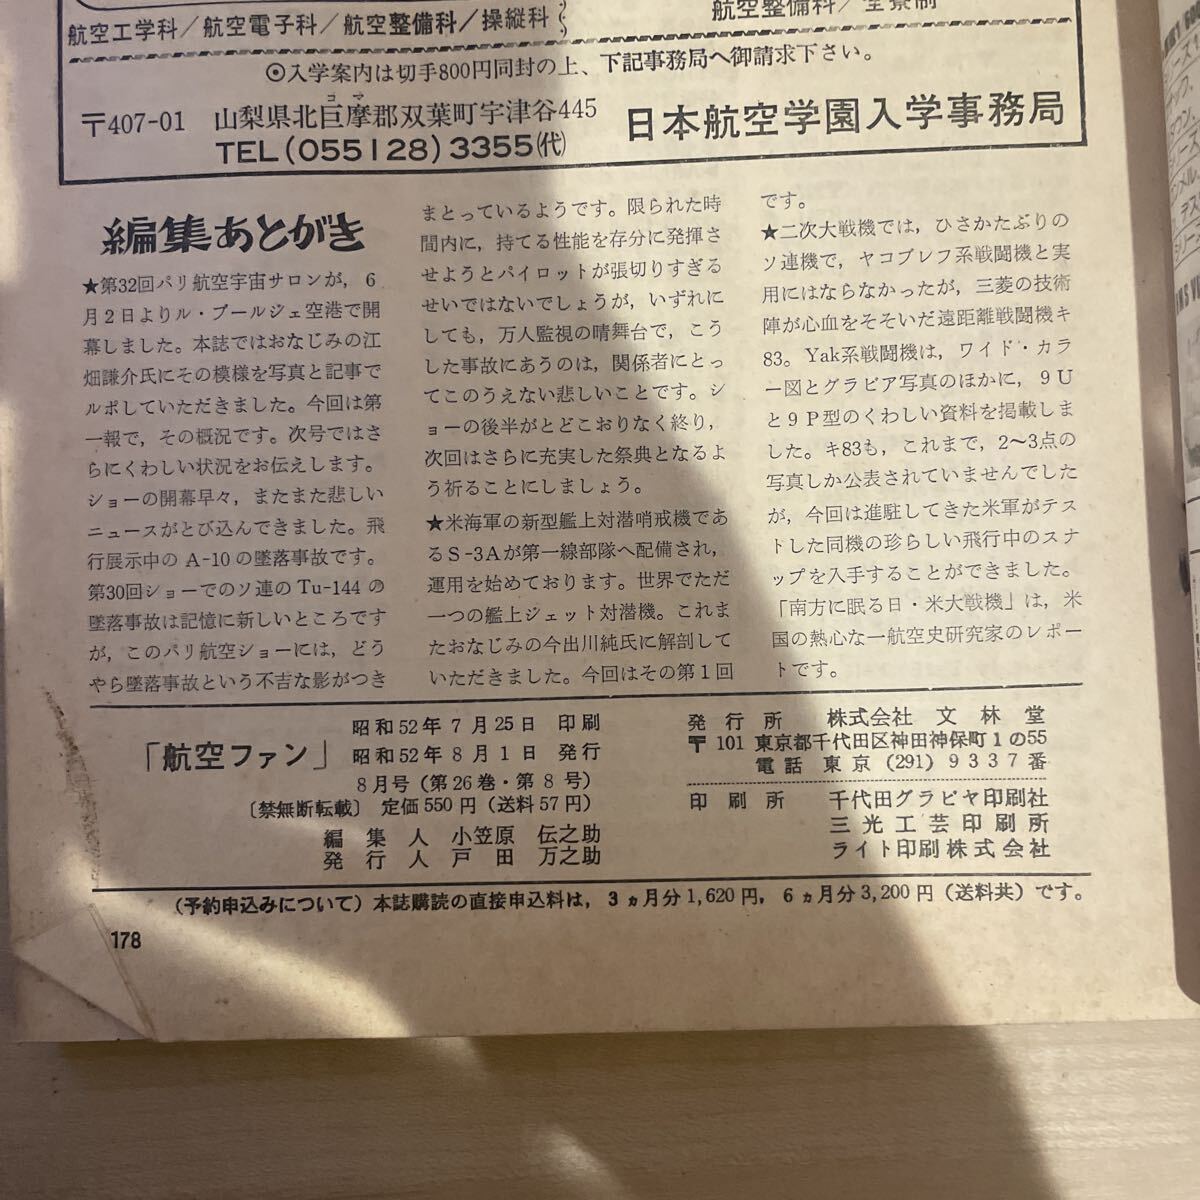 航空工学科/航空電子科/航空整備科/操縦科
航空整備科/全寮制
⊙入学案内は切手800円同封の上、下記事務局へ御請求下さい。
コマ
〒407-01 山梨県北巨摩郡双葉町宇津谷445
TEL(055128)3355㈹
日本航空学園入学事務局
編集あとがき
★第32回パリ航空宇宙サロンが，6
月2日よりル・ブールジェ空港で開
幕しました。本誌ではおなじみの江
畑謙介氏にその模様を写真と記事で
ルポしていただきました。今回は第
一報で，その概況です。次号ではさ
らにくわしい状況をお伝えします。
ショーの開幕早々，またまた悲しい
ニュースがとび込んできました。飛
行展示中の A-10 の墜落事故です。
第30回ショーでのソ連の Tu-144 の
墜落事故は記憶に新しいところです
が，このパリ航空ショーには，どう
やら墜落事故という不吉な影がつき
まとっているようです。限られた時
間内に，持てる性能を存分に発揮さ
せようとパイロットが張切りすぎる
せいではないでしょうが，いずれに
しても，万人監視の晴舞台で，こう
した事故にあうのは，関係者にとっ
てこのうえない悲しいことです。シ
ョーの後半がとどこおりなく終り，
次回はさらに充実した祭典となるよ
う祈ることにしましょう。
★米海軍の新型艦上対潜哨戒機であ
るS-3Aが第一線部隊へ配備され，
運用を始めております。世界でただ
一つの艦上ジェット対潜機。これま
たおなじみの今出川純氏に解剖して
いただきました。今回はその第1回
です。
★二次大戦機では，ひさかたぶりの
ソ連機で，ヤコブレフ系戦闘機と実
用にはならなかったが，三菱の技術
陣が心血をそそいだ遠距離戦闘機キ
83。Yak系戦闘機は，ワイド・カラ
ー図とグラビア写真のほかに，9U
と9P型のくわしい資料を掲載しま
した。キ83も，これまで，2〜3点の
写真しか公表されていませんでした
が，今回は進駐してきた米軍がテス
トした同機の珍らしい飛行中のスナ
ップを入手することができました。
「南方に眠る日・米大戦機」は，米
国の熱心な一航空史研究家のレポー
トです。
「航空ファン」
昭和52年7月25日 印刷
昭和52年8月1日 発行
8月号(第26巻・第8号)
〔禁無断転載〕定価550円(送料57円)
編集人 小笠原 伝之助
発行人 戸田 万之助
発行所 株式会社 文林堂
〒101 東京都千代田区神田神保町1の55
電話 東京(291)9337番
印刷所 千代田グラビヤ印刷社
三光工芸印刷所
ライト印刷株式会社
(予約申込みについて)本誌購読の直接申込料は，3ヵ月分1,620円，6ヵ月分3,200円(送料共)です。
178